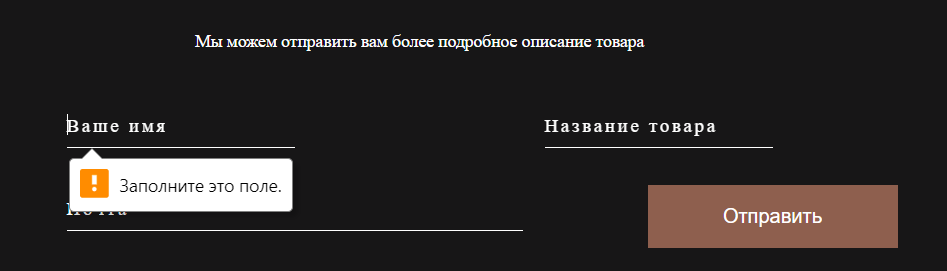 Мы можем отправить вам более подробное описание товара
Ваше имя
Название товара
Заполните это поле.
Отправить